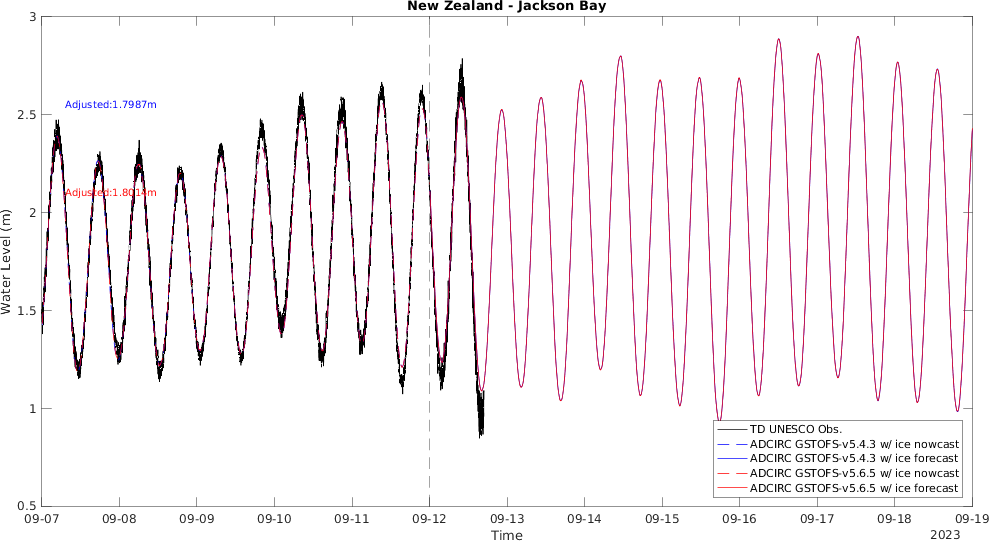 New Zealand - Jackson Bay
3
2.5
2
1.5
1
0.5
Water Level (m)
Adjusted:1.7987m
Adjusted:1.8014m
TD UNESCO Obs.
ADCIRC GSTOFS-v5.4.3 w/ ice nowcast
ADCIRC GSTOFS-v5.4.3 w/ ice forecast
ADCIRC GSTOFS-v5.6.5 w/ ice nowcast
ADCIRC GSTOFS-v5.6.5 w/ ice forecast
09-07 09-08 09-09 09-10 09-11 09-12 09-13 09-14 09-15 09-16 09-17 09-18 09-19
Time
2023